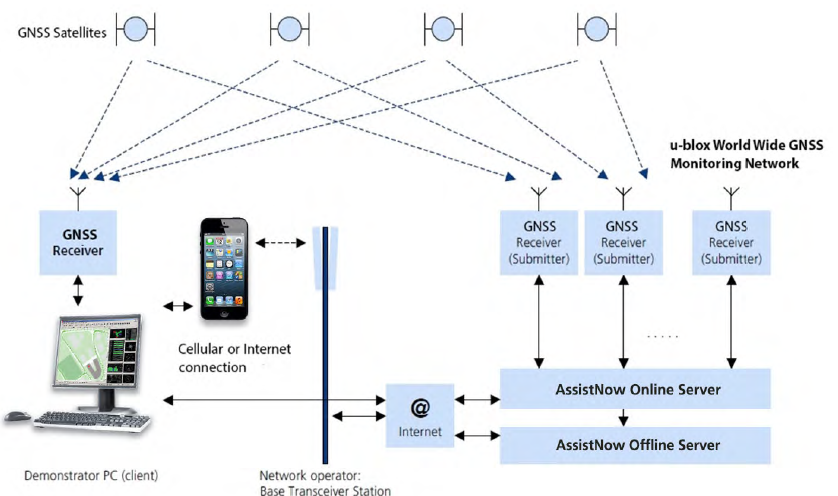 GNSS Satellites
u-blox World Wide GNSS
Monitoring Network
GNSS
Receiver
GNSS
Receiver
(Submitter)
GNSS
Receiver
(Submitter)
GNSS
Receiver
(Submitter)
.....
Cellular or Internet
connection
@
Internet
AssistNow Online Server
AssistNow Offline Server
Demonstrator PC (client)
Network operator:
Base Transceiver Station